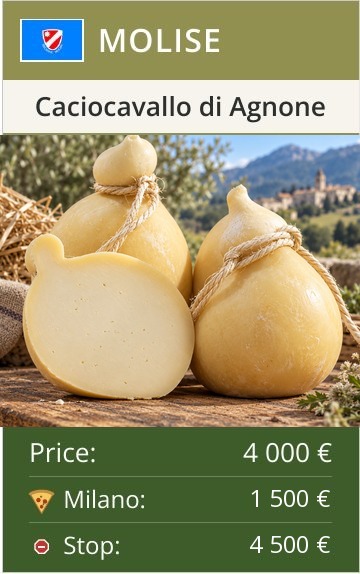 MOLISE
Caciocavallo di Agnone
Price: 4 000 €
Milano: 1 500 €
Stop: 4 500 €